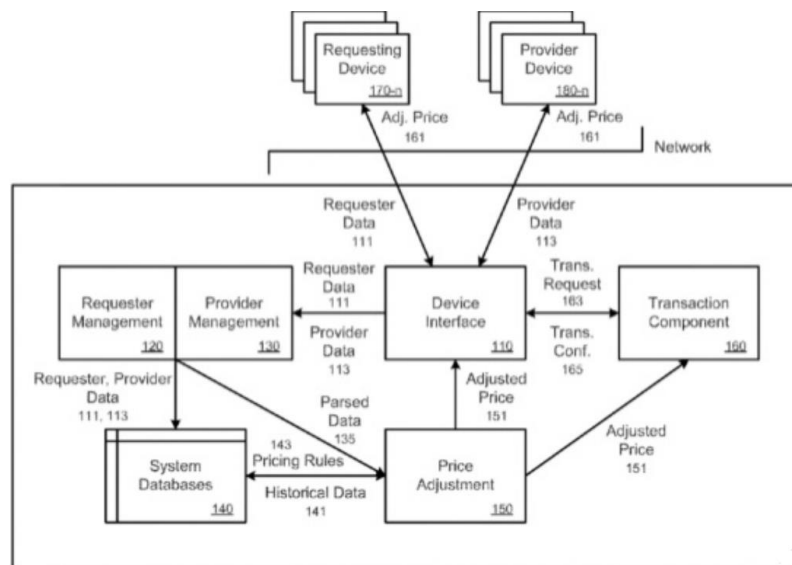 Requesting
Device
170-n
Provider
Device
180-n
Adj. Price
161
Adj. Price
161
Network
Requester
Data
111
Provider
Data
113
Requester
Data
111
Provider
Data
113
Trans.
Request
163
Trans.
Conf.
165
Requester
Management
120
Provider
Management
130
Device
Interface
110
Transaction
Component
160
Requester, Provider
Data
111, 113
Parsed
Data
135
Adjusted
Price
151
Adjusted
Price
151
143
Pricing Rules
Historical Data
141
System
Databases
140
Price
Adjustment
150